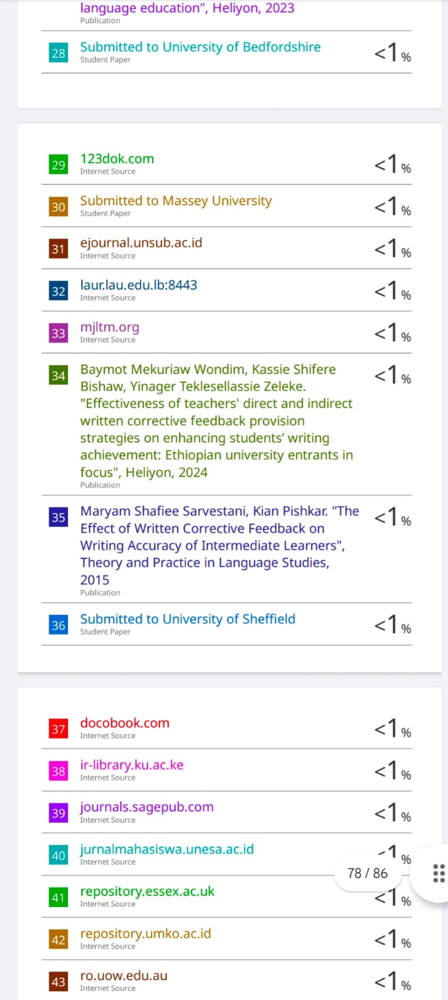 language education", Heliyon, 2023
Publication
28 Submitted to University of Bedfordshire <1%
Student Paper
29 123dok.com <1%
Internet Source
30 Submitted to Massey University <1%
Student Paper
31 ejournal.unsub.ac.id <1%
Internet Source
32 laur.lau.edu.lb:8443 <1%
Internet Source
33 mjltm.org <1%
Internet Source
34 Baymot Mekuriaw Wondim, Kassie Shifere <1%
Bishaw, Yinager Teklesellassie Zeleke.
"Effectiveness of teachers' direct and indirect
written corrective feedback provision
strategies on enhancing students’ writing
achievement: Ethiopian university entrants in
focus", Heliyon, 2024
Publication
35 Maryam Shafiee Sarvestani, Kian Pishkar. "The <1%
Effect of Written Corrective Feedback on
Writing Accuracy of Intermediate Learners",
Theory and Practice in Language Studies,
2015
Publication
36 Submitted to University of Sheffield <1%
Student Paper
37 docobook.com <1%
Internet Source
38 ir-library.ku.ac.ke <1%
Internet Source
39 journals.sagepub.com <1%
Internet Source
40 jurnalmahasiswa.unesa.ac.id <1%
Internet Source
78 / 86
41 repository.essex.ac.uk <1%
Internet Source
42 repository.umko.ac.id <1%
Internet Source
43 ro.uow.edu.au <1%
Internet Source